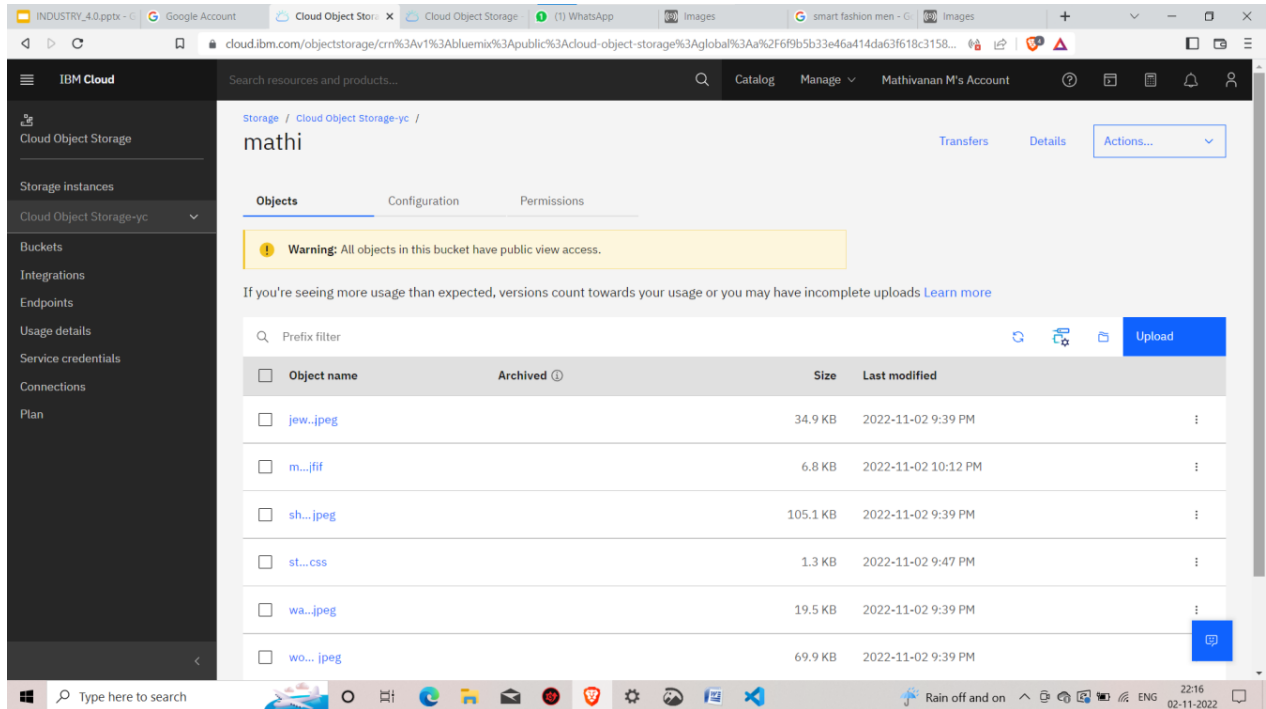 INDUSTRY_4.0.pptx - G
Google Account
Cloud Object Stora
Cloud Object Storage -
(1) WhatsApp
Images
smart fashion men - G
Images
cloud.ibm.com/objectstorage/crn%3Av1%3Abluemix%3Apublic%3Acloud-object-storage%3Aglobal%3Aa%2F6f9b5b33e46a414da63f618c3158...
IBM Cloud
Search resources and products...
Catalog
Manage
Mathivanan M's Account
Cloud Object Storage
Storage instances
Cloud Object Storage-yc
Buckets
Integrations
Endpoints
Usage details
Service credentials
Connections
Plan
Storage / Cloud Object Storage-yc /
mathi
Transfers
Details
Actions...
Objects
Configuration
Permissions
Warning: All objects in this bucket have public view access.
If you're seeing more usage than expected, versions count towards your usage or you may have incomplete uploads Learn more
Prefix filter
Upload
Object name Archived Size Last modified
jew..jpeg 34.9 KB 2022-11-02 9:39 PM
m...jfif 6.8 KB 2022-11-02 10:12 PM
sh...jpeg 105.1 KB 2022-11-02 9:39 PM
st...css 1.3 KB 2022-11-02 9:47 PM
wa...jpeg 19.5 KB 2022-11-02 9:39 PM
wo... jpeg 69.9 KB 2022-11-02 9:39 PM
Type here to search
Rain off and on
ENG
22:16
02-11-2022